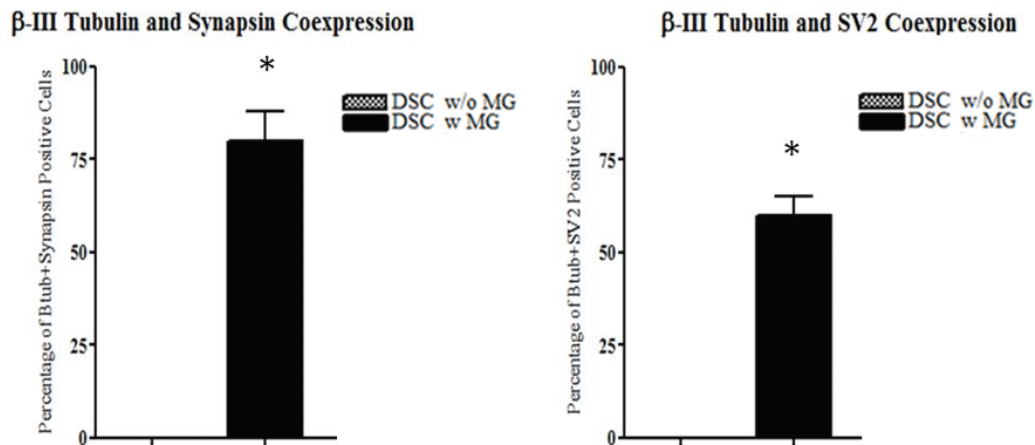 β-III Tubulin and Synapsin Coexpression
100
75
50
25
0
Percentage of Btub+Synapsin Positive Cells
*
DSC w/o MG
DSC w MG
β-III Tubulin and SV2 Coexpression
100
75
50
25
0
Percentage of Btub+SV2 Positive Cells
*
DSC w/o MG
DSC w MG